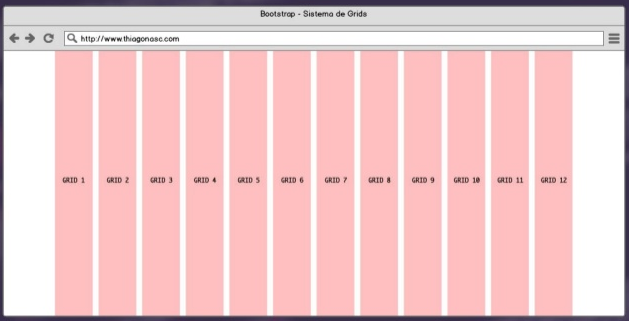 Bootstrap - Sistema de Grids
http://www.thiagonasc.com
GRID 1 GRID 2 GRID 3 GRID 4 GRID 5 GRID 6 GRID 7 GRID 8 GRID 9 GRID 10 GRID 11 GRID 12